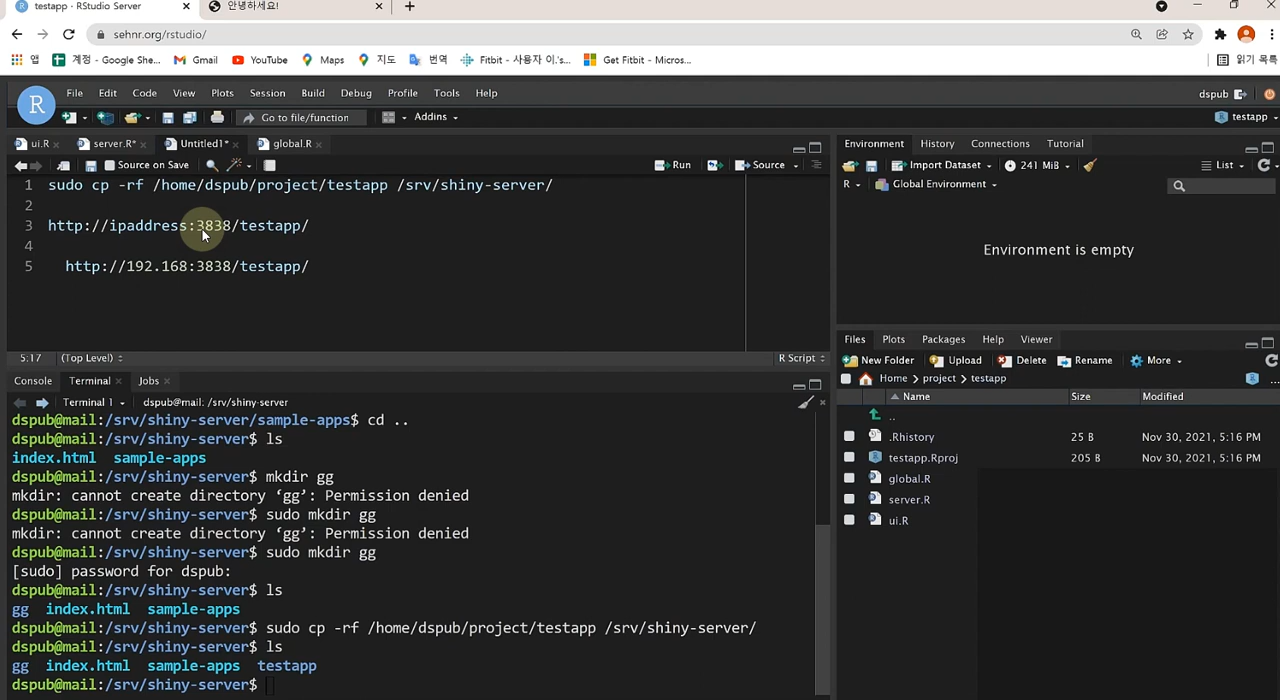 testapp · RStudio Server
안녕하세요!
sehnr.org/rstudio/
앱 계정 - Google She... Gmail YouTube Maps 지도 번역 Fitbit - 사용자 이.'s... Get Fitbit - Micros... 읽기 목록
R File Edit Code View Plots Session Build Debug Profile Tools Help dspub
Go to file/function Addins testapp
ui.R server.R* Untitled1* global.R
Source on Save Run Source
1 sudo cp -rf /home/dspub/project/testapp /srv/shiny-server/
2
3 http://ipaddress:3838/testapp/
4
5 http://192.168:3838/testapp/
5:17 (Top Level) R Script
Console Terminal Jobs
Terminal 1 dspub@mail: /srv/shiny-server
dspub@mail:/srv/shiny-server/sample-apps$ cd ..
dspub@mail:/srv/shiny-server$ ls
index.html sample-apps
dspub@mail:/srv/shiny-server$ mkdir gg
mkdir: cannot create directory ‘gg’: Permission denied
dspub@mail:/srv/shiny-server$ sudo mkdir gg
mkdir: cannot create directory ‘gg’: Permission denied
dspub@mail:/srv/shiny-server$ sudo mkdir gg
[sudo] password for dspub:
dspub@mail:/srv/shiny-server$ ls
gg index.html sample-apps
dspub@mail:/srv/shiny-server$ sudo cp -rf /home/dspub/project/testapp /srv/shiny-server/
dspub@mail:/srv/shiny-server$ ls
gg index.html sample-apps testapp
dspub@mail:/srv/shiny-server$
Environment History Connections Tutorial
Import Dataset 241 MiB List
R Global Environment
Environment is empty
Files Plots Packages Help Viewer
New Folder Upload Delete Rename More
Home project testapp ...
Name Size Modified
..
.Rhistory 25 B Nov 30, 2021, 5:16 PM
testapp.Rproj 205 B Nov 30, 2021, 5:16 PM
global.R
server.R
ui.R